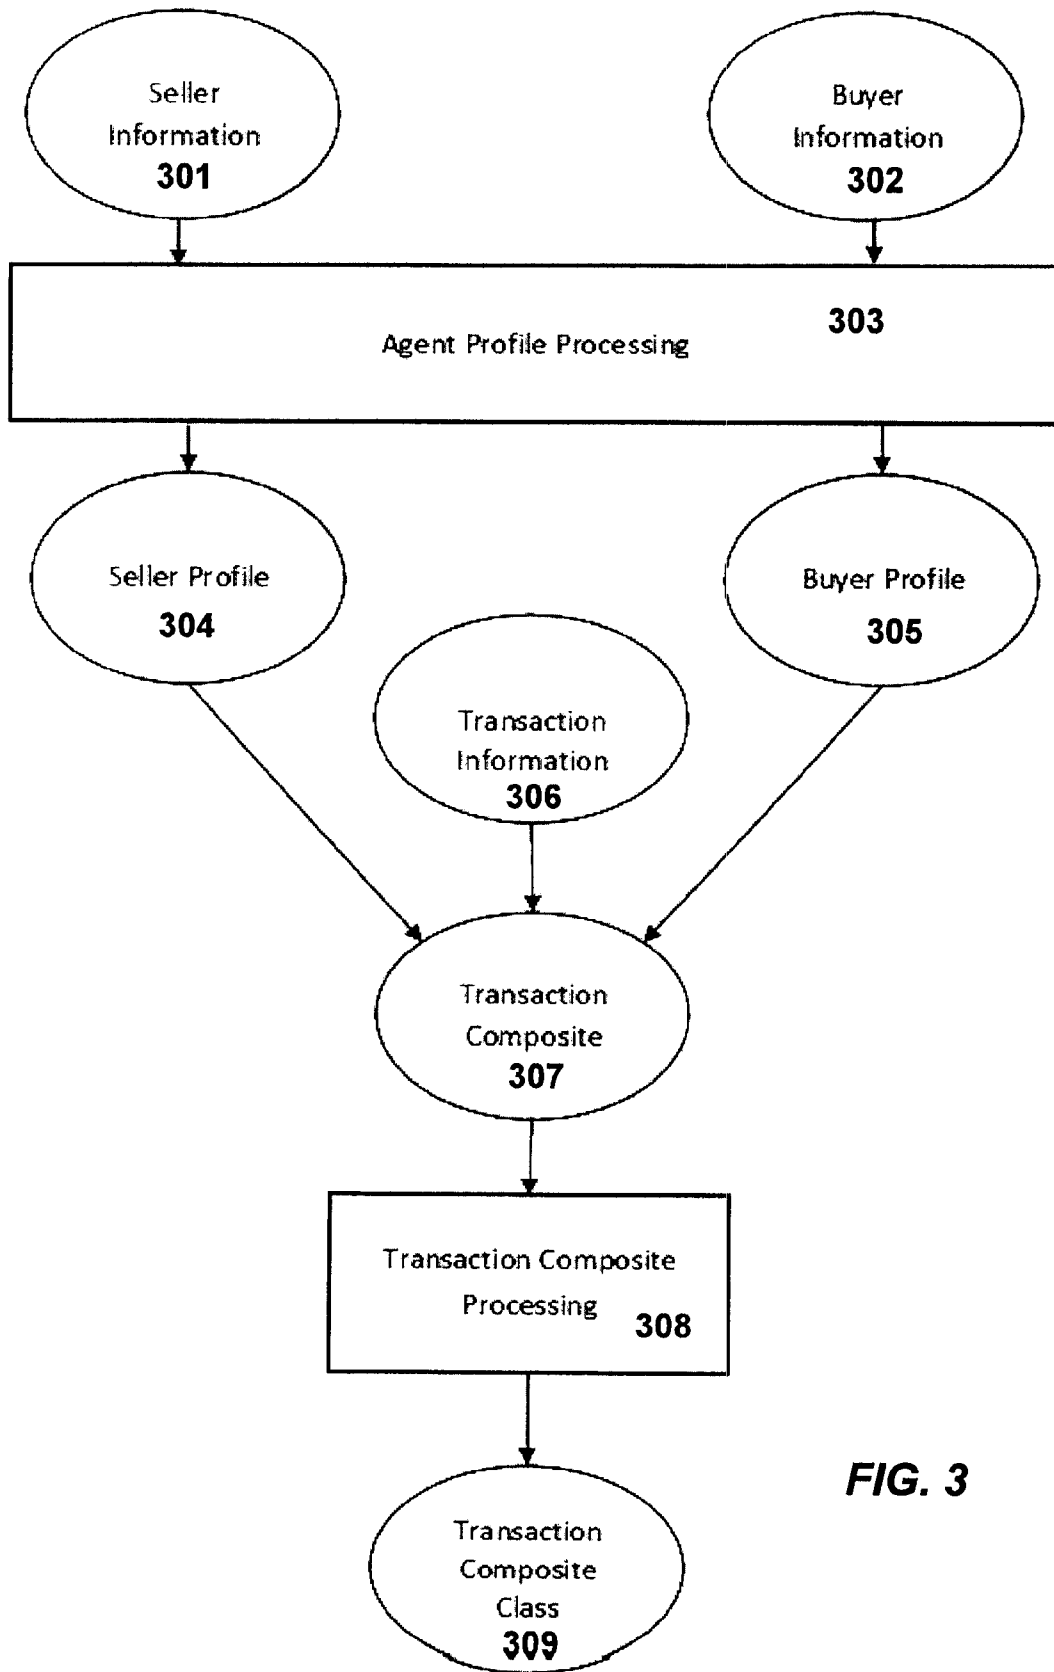 Seller
Information
301
Buyer
Information
302
303
Agent Profile Processing
Seller Profile
304
Buyer Profile
305
Transaction
Information
306
Transaction
Composite
307
Transaction Composite
Processing
308
FIG. 3
Transaction
Composite
Class
309